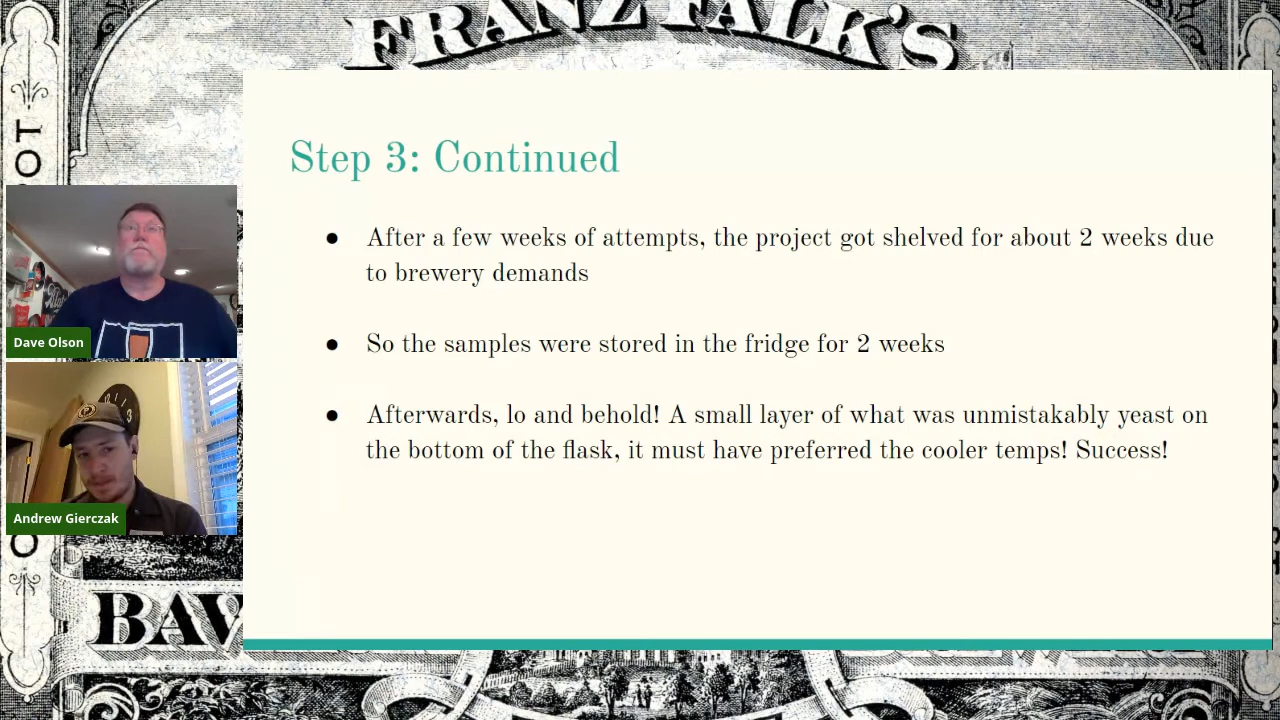 FRANZ FALK'S
Step 3: Continued
● After a few weeks of attempts, the project got shelved for about 2 weeks due
to brewery demands
● So the samples were stored in the fridge for 2 weeks
● Afterwards, lo and behold! A small layer of what was unmistakably yeast on
the bottom of the flask, it must have preferred the cooler temps! Success!
Dave Olson
Andrew Gierczak
BAV